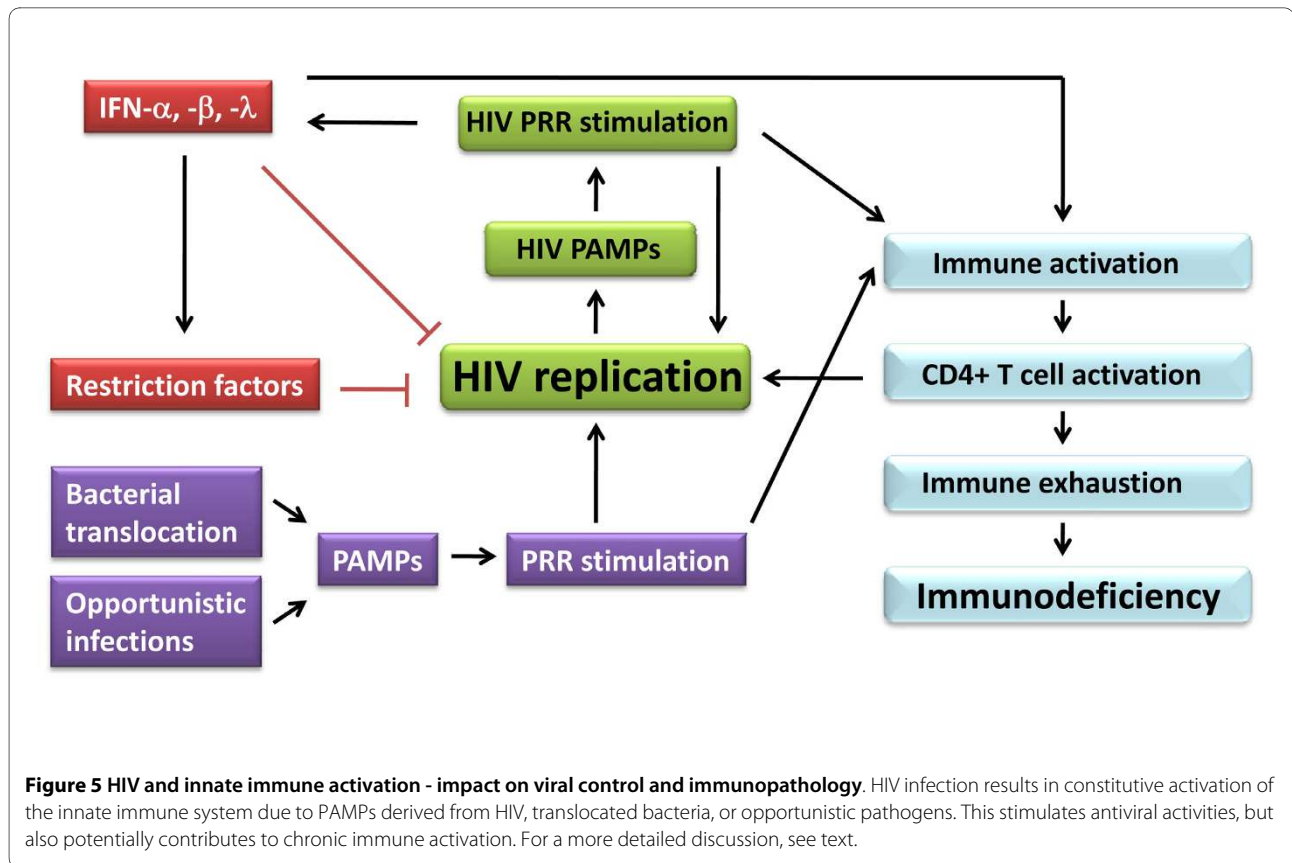 IFN-α, -β, -λ
HIV PRR stimulation
HIV PAMPs
Immune activation
Restriction factors
HIV replication
CD4+ T cell activation
Bacterial
translocation
Immune exhaustion
PAMPs
PRR stimulation
Opportunistic
infections
Immunodeficiency
Figure 5 HIV and innate immune activation - impact on viral control and immunopathology. HIV infection results in constitutive activation of
the innate immune system due to PAMPs derived from HIV, translocated bacteria, or opportunistic pathogens. This stimulates antiviral activities, but
also potentially contributes to chronic immune activation. For a more detailed discussion, see text.